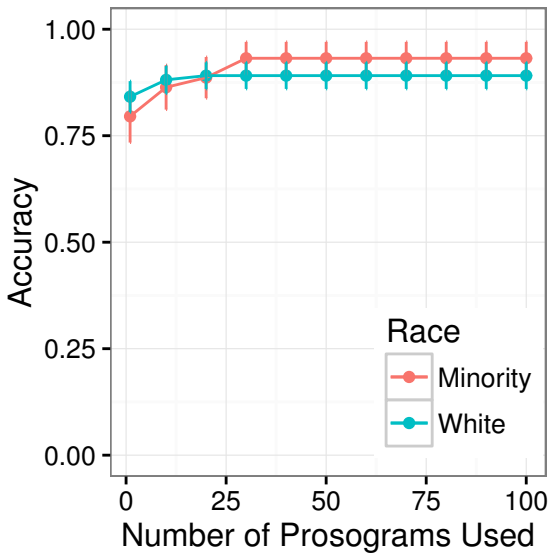 1.00
0.75
0.50
0.25
0.00
Accuracy
Race
Minority
White
0 25 50 75 100
Number of Prosograms Used